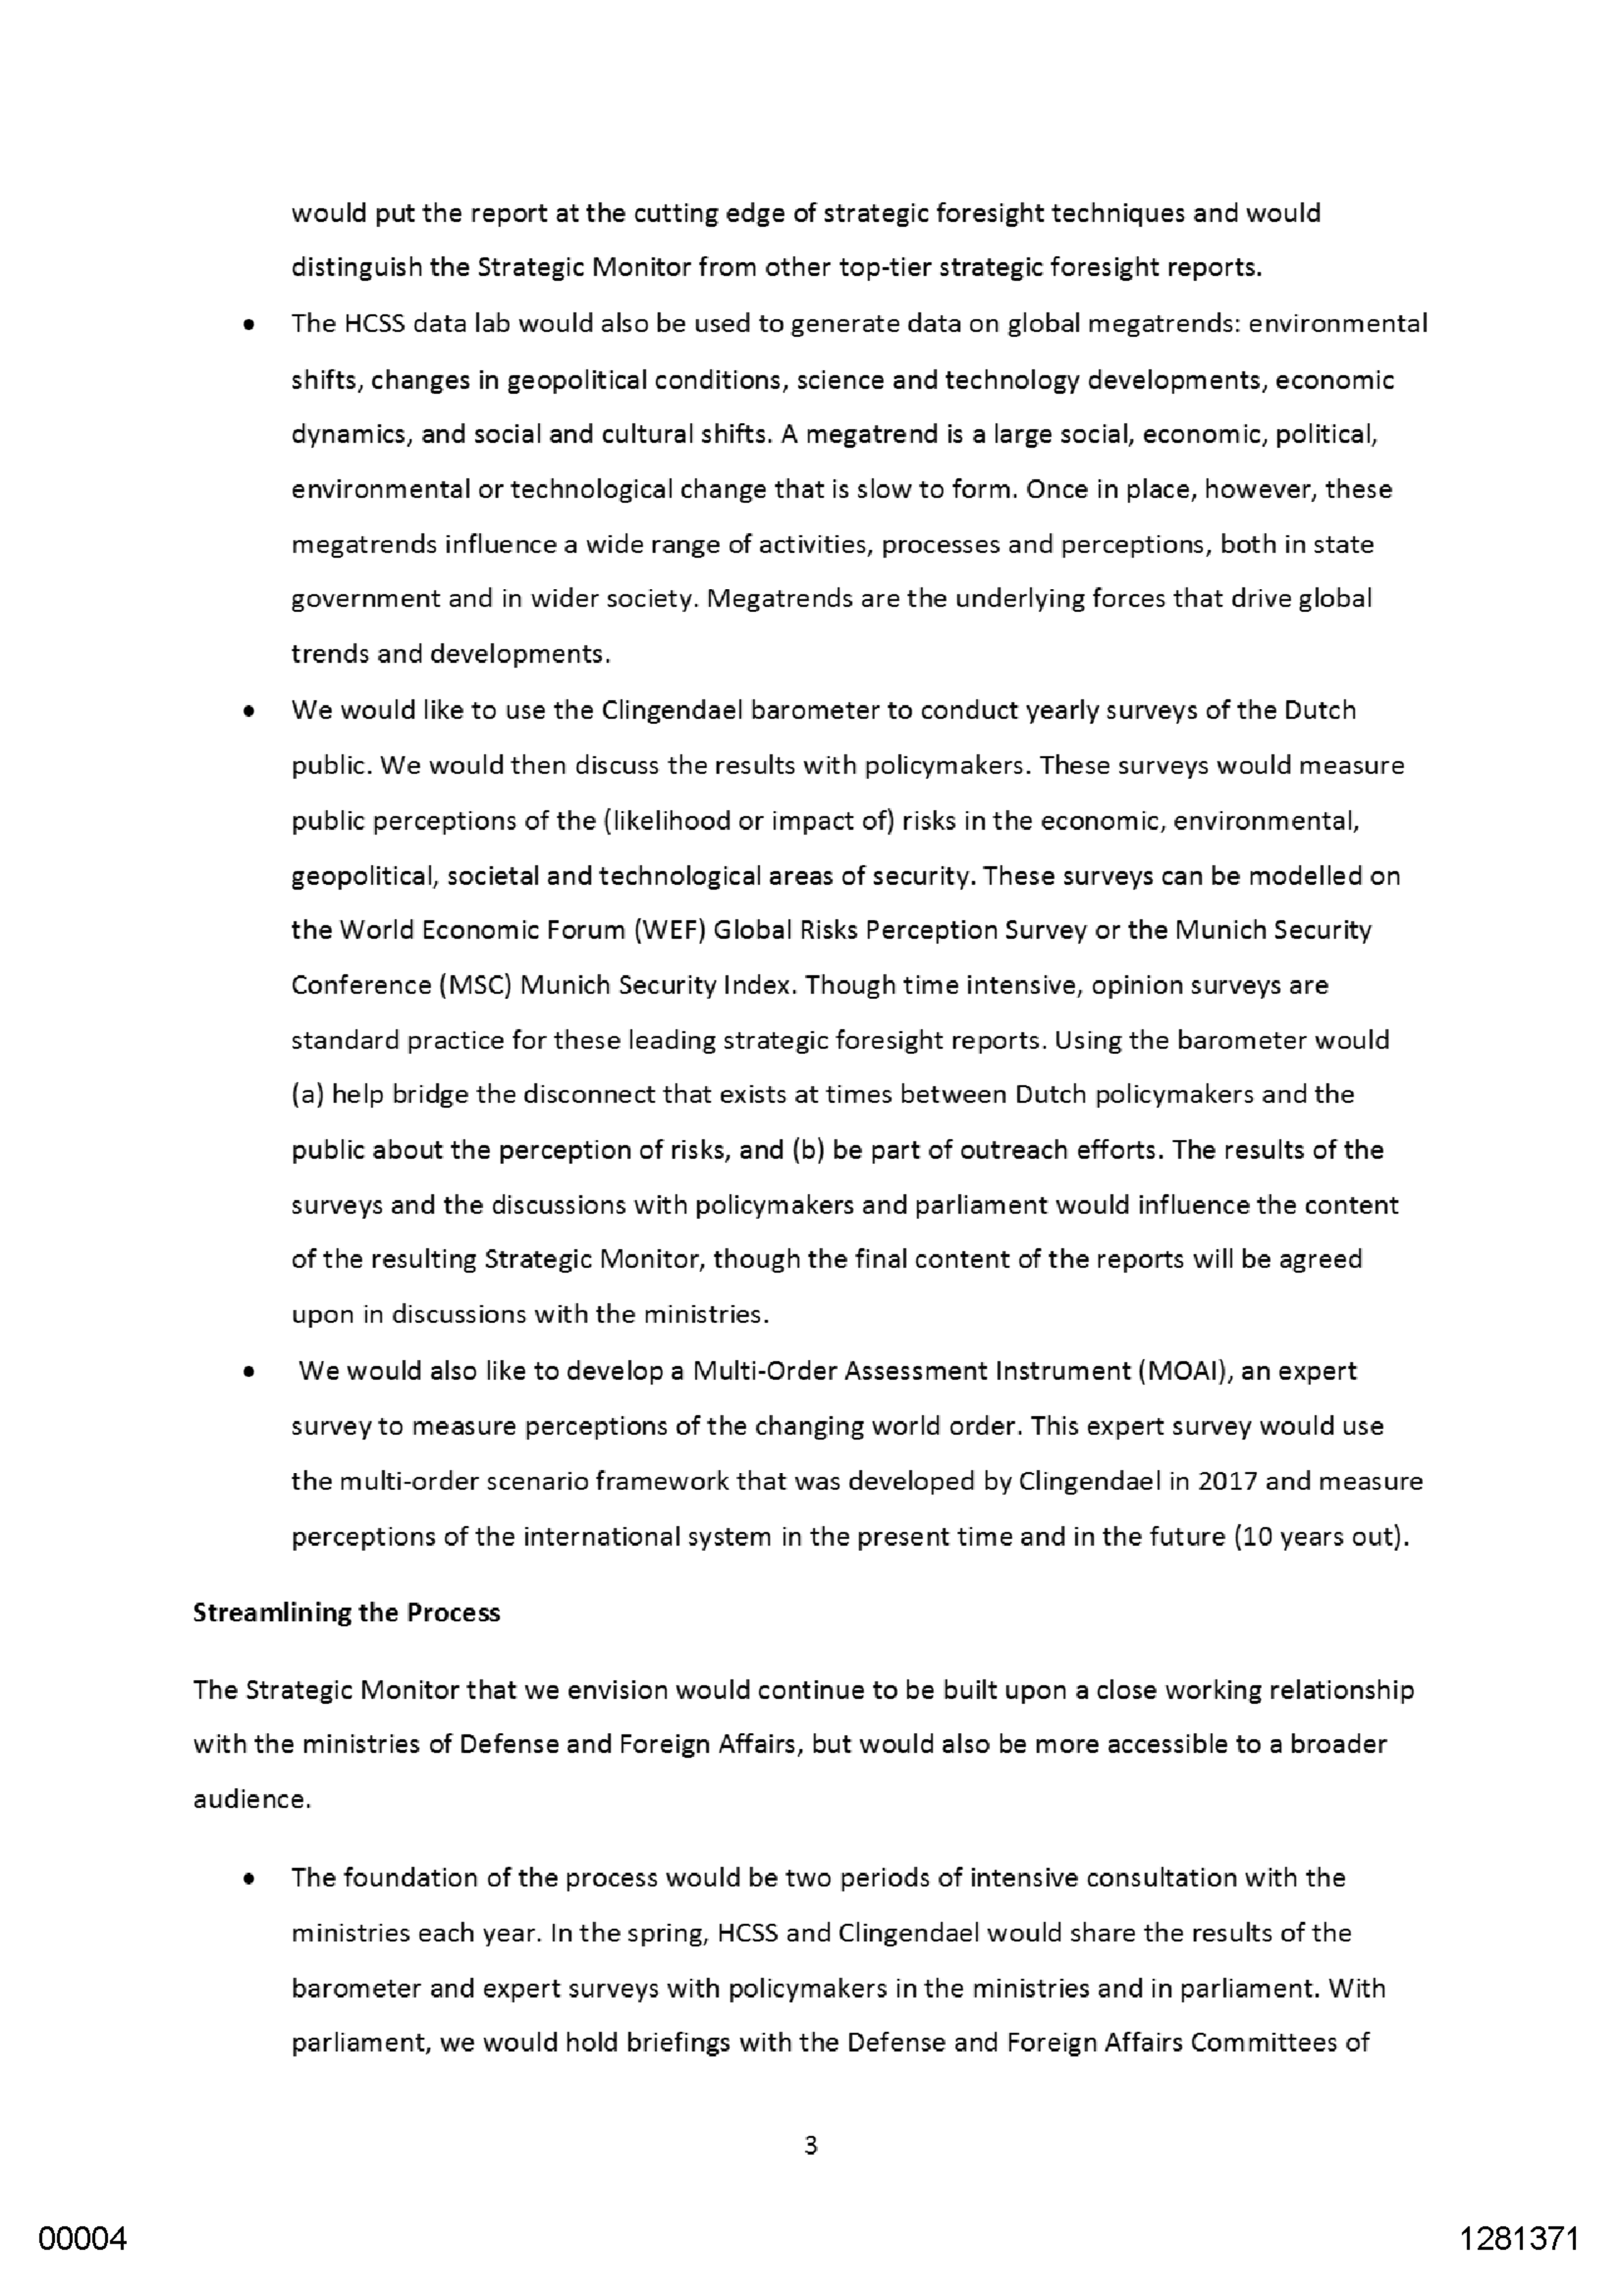 would put the report at the cutting edge of strategic foresight techniques and would
distinguish the Strategic Monitor from other top-tier strategic foresight reports.
• The HCSS data lab would also be used to generate data on global megatrends: environmental
shifts, changes in geopolitical conditions, science and technology developments, economic
dynamics, and social and cultural shifts. A megatrend is a large social, economic, political,
environmental or technological change that is slow to form. Once in place, however, these
megatrends influence a wide range of activities, processes and perceptions, both in state
government and in wider society. Megatrends are the underlying forces that drive global
trends and developments.
• We would like to use the Clingendael barometer to conduct yearly surveys of the Dutch
public. We would then discuss the results with policymakers. These surveys would measure
public perceptions of the (likelihood or impact of) risks in the economic, environmental,
geopolitical, societal and technological areas of security. These surveys can be modelled on
the World Economic Forum (WEF) Global Risks Perception Survey or the Munich Security
Conference (MSC) Munich Security Index. Though time intensive, opinion surveys are
standard practice for these leading strategic foresight reports. Using the barometer would
(a) help bridge the disconnect that exists at times between Dutch policymakers and the
public about the perception of risks, and (b) be part of outreach efforts. The results of the
surveys and the discussions with policymakers and parliament would influence the content
of the resulting Strategic Monitor, though the final content of the reports will be agreed
upon in discussions with the ministries.
• We would also like to develop a Multi-Order Assessment Instrument (MOAI), an expert
survey to measure perceptions of the changing world order. This expert survey would use
the multi-order scenario framework that was developed by Clingendael in 2017 and measure
perceptions of the international system in the present time and in the future (10 years out).
Streamlining the Process
The Strategic Monitor that we envision would continue to be built upon a close working relationship
with the ministries of Defense and Foreign Affairs, but would also be more accessible to a broader
audience.
• The foundation of the process would be two periods of intensive consultation with the
ministries each year. In the spring, HCSS and Clingendael would share the results of the
barometer and expert surveys with policymakers in the ministries and in parliament. With
parliament, we would hold briefings with the Defense and Foreign Affairs Committees of
3
00004
1281371